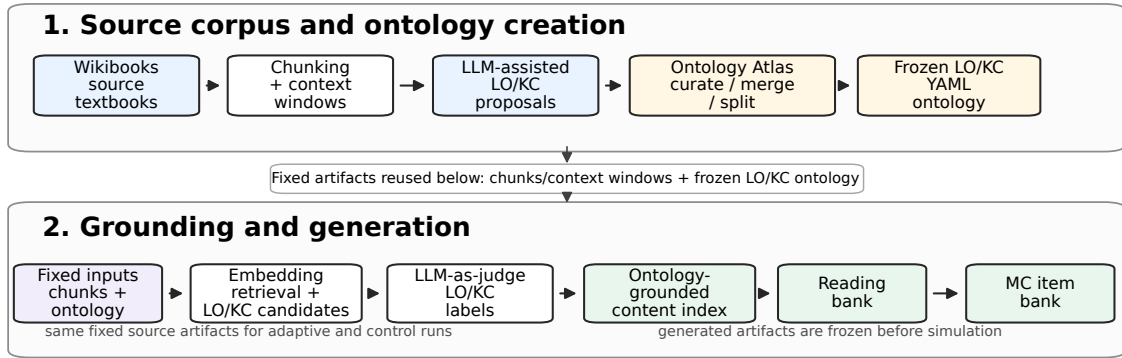 1. Source corpus and ontology creation
Wikibooks
source
textbooks
Chunking
+ context
windows
LLM-assisted
LO/KC
proposals
Ontology Atlas
curate / merge
/ split
Frozen LO/KC
YAML
ontology
Fixed artifacts reused below: chunks/context windows + frozen LO/KC ontology
2. Grounding and generation
Fixed inputs
chunks +
ontology
Embedding
retrieval +
LO/KC candidates
LLM-as-judge
LO/KC
labels
Ontology-
grounded
content index
Reading
bank
MC item
bank
same fixed source artifacts for adaptive and control runs
generated artifacts are frozen before simulation